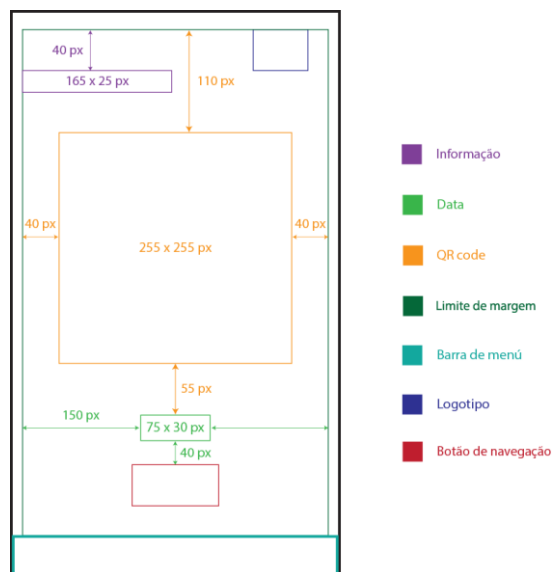 40 px
165 x 25 px
110 px
40 px
40 px
255 x 255 px
55 px
150 px
75 x 30 px
40 px
Informação
Data
QR code
Limite de margem
Barra de menú
Logotipo
Botão de navegação